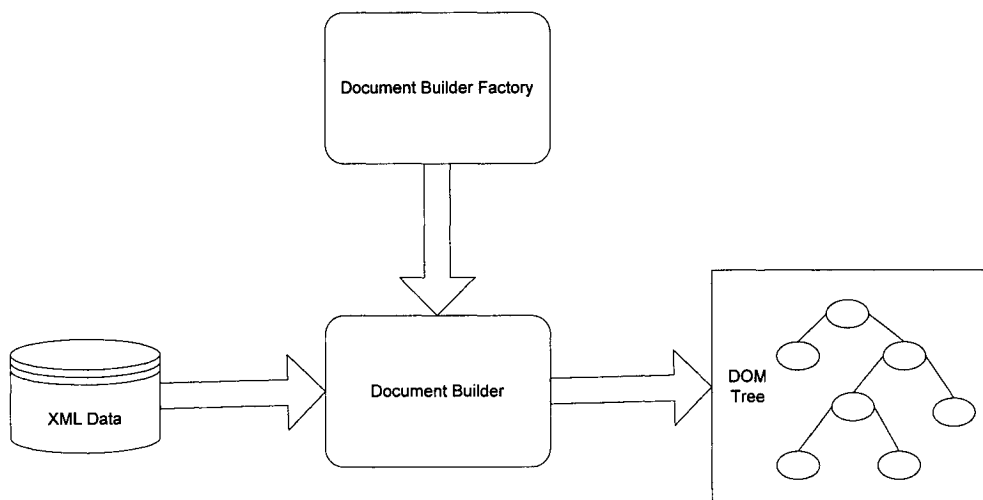 Document Builder Factory
XML Data
Document Builder
DOM
Tree